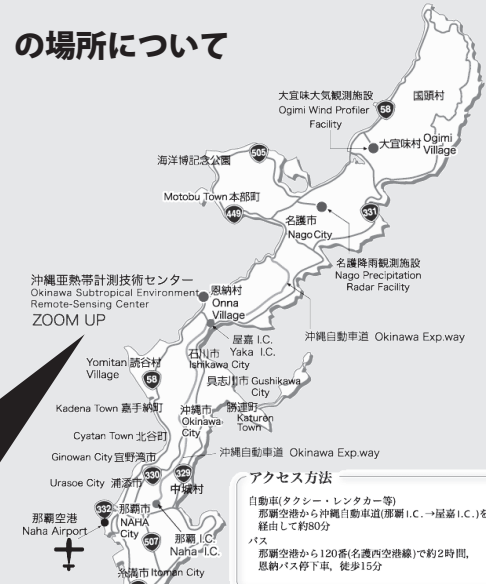 の場所について
大宜味大気観測施設
Ogimi Wind Profiler
Facility
58
国頭村
大宜味村 Ogimi
Village
505
海洋博記念公園
Motobu Town 本部町
449
331
名護市
Nago City
名護降雨観測施設
Nago Precipitation
Radar Facility
沖縄亜熱帯計測技術センター
Okinawa Subtropical Environment
Remote-Sensing Center
ZOOM UP
恩納村
Onna
Village
屋嘉 I.C.
Yaka I.C.
沖縄自動車道 Okinawa Exp.way
石川市
Ishikawa City
Yomitan 読谷村
Village
58
具志川市 Gushikawa
City
Kadena Town 嘉手納町
沖縄市
Okinawa
City
勝連町
Katuren
Town
Cyatan Town 北谷町
沖縄自動車道 Okinawa Exp.way
Ginowan City 宜野湾市
330
329
Urasoe City 浦添市
中城村
332
那覇市
NAHA
City
那覇空港
Naha Airport
那覇 I.C.
Naha I.C.
507
糸満市 Itoman City
アクセス方法
自動車(タクシー・レンタカー等)
那覇空港から沖縄自動車道(那覇I.C.→屋嘉I.C.)を
経由して約80分
バス
那覇空港から120番(名護西空港線)で約2時間,
恩納バス停下車, 徒歩15分